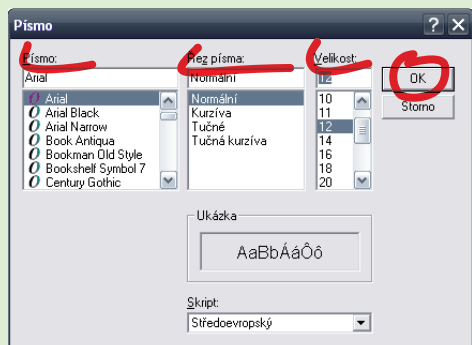 Písmo
Písmo:
Řez písma:
Velikost:
Arial
Normální
12
OK
Storno
Arial
Arial Black
Arial Narrow
Book Antiqua
Bookman Old Style
Bookshelf Symbol 7
Century Gothic
Normální
Kurzíva
Tučné
Tučná kurzíva
10
11
12
14
16
18
20
Ukázka
AaBbÁáÔô
Skript:
Středoevropský